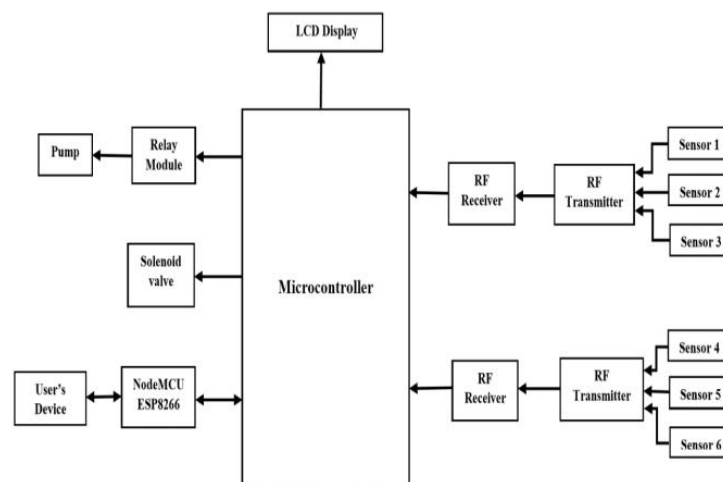 LCD Display
Pump
Relay
Module
Solenoid
valve
User's
Device
NodeMCU
ESP8266
Microcontroller
RF
Receiver
RF
Transmitter
Sensor 1
Sensor 2
Sensor 3
RF
Receiver
RF
Transmitter
Sensor 4
Sensor 5
Sensor 6